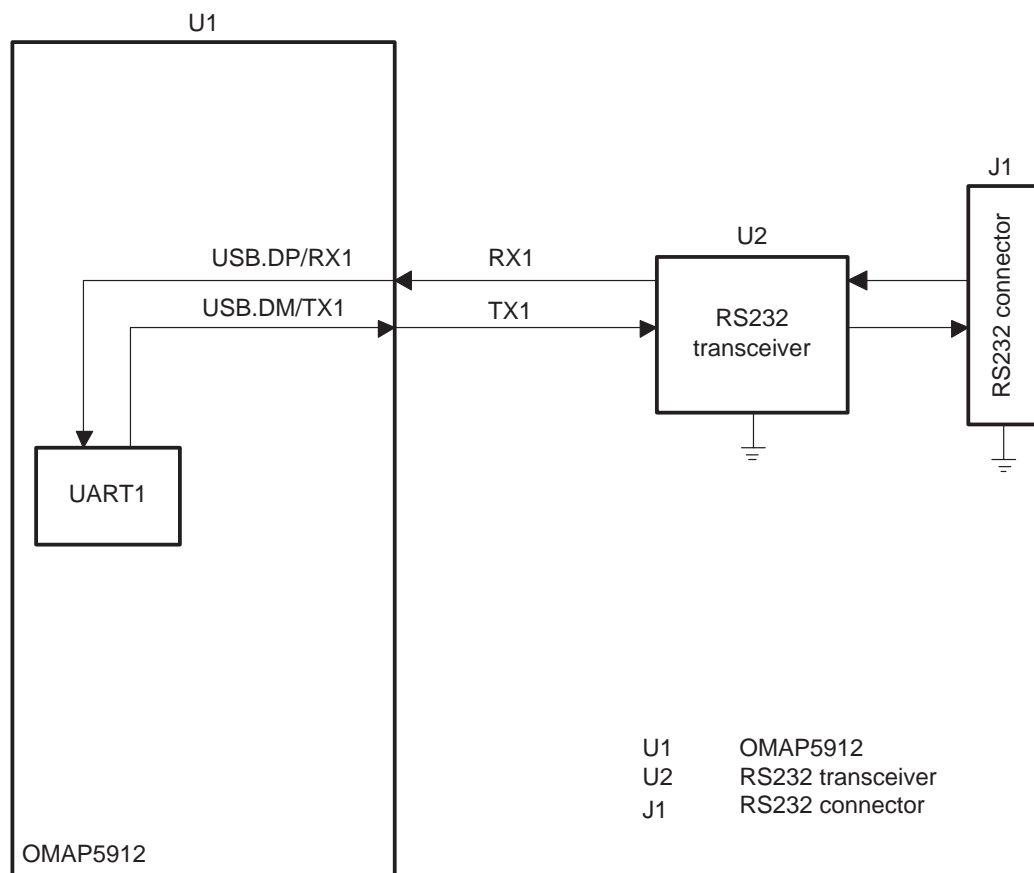 U1
J1
RS232 connector
U2
USB.DP/RX1
RX1
USB.DM/TX1
TX1
RS232
transceiver
UART1
U1 OMAP5912
U2 RS232 transceiver
J1 RS232 connector
OMAP5912